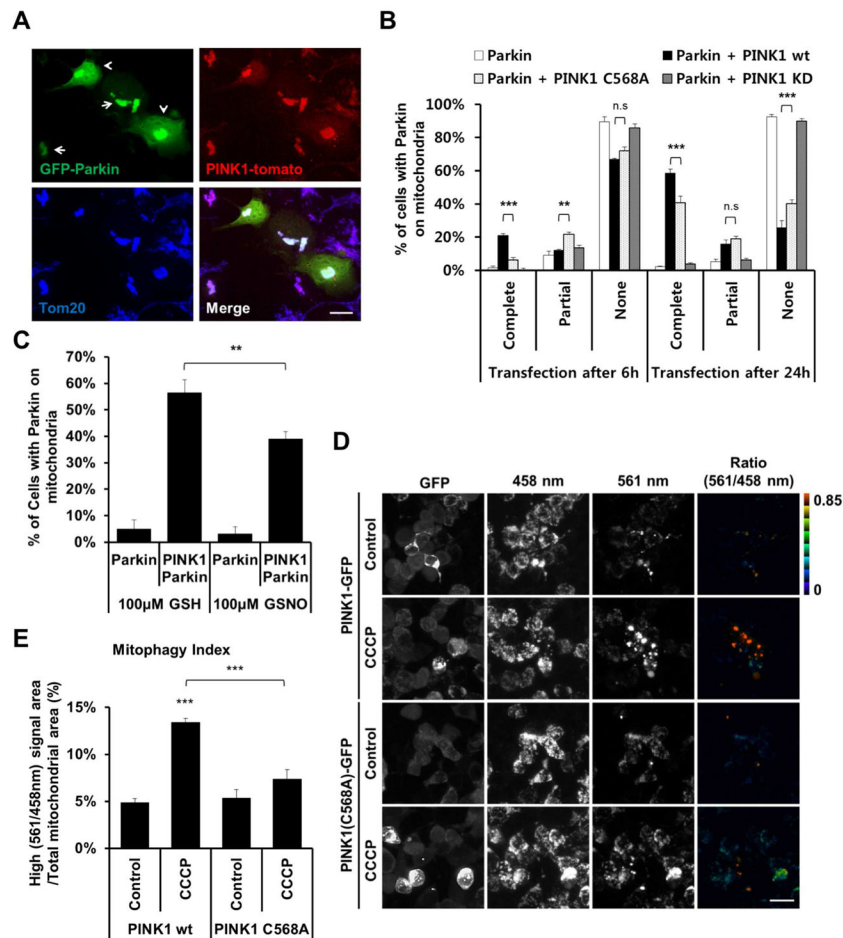 A
GFP-Parkin
PINK1-tomato
Tom20
Merge
B
Parkin
Parkin + PINK1 wt
Parkin + PINK1 C568A
Parkin + PINK1 KD
% of cells with Parkin
on mitochondria
100%
80%
60%
40%
20%
0%
***
**
n.s
***
n.s
***
Complete
Partial
None
Complete
Partial
None
Transfection after 6h
Transfection after 24h
C
% of Cells with Parkin on
mitochondria
70%
60%
50%
40%
30%
20%
10%
0%
**
Parkin
PINK1
Parkin
Parkin
PINK1
Parkin
100μM GSH
100μM GSNO
D
GFP
458 nm
561 nm
Ratio
(561/458 nm)
0.85
0
PINK1-GFP
Control
CCCP
PINK1(C568A)-GFP
Control
CCCP
E
Mitophagy Index
High (561/458nm) signal area
/Total mitochondrial area (%)
15%
10%
5%
0%
***
***
Control
CCCP
Control
CCCP
PINK1 wt
PINK1 C568A